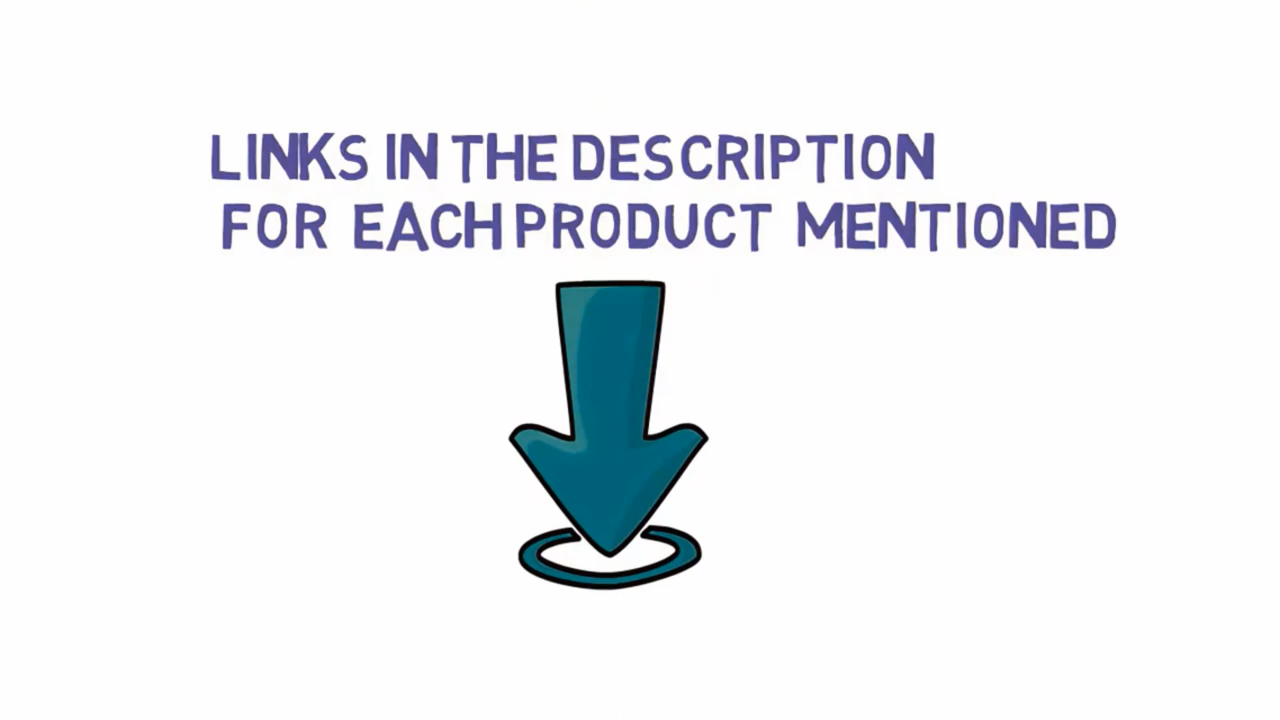 LINKS IN THE DESCRIPTION
FOR EACH PRODUCT MENTIONED